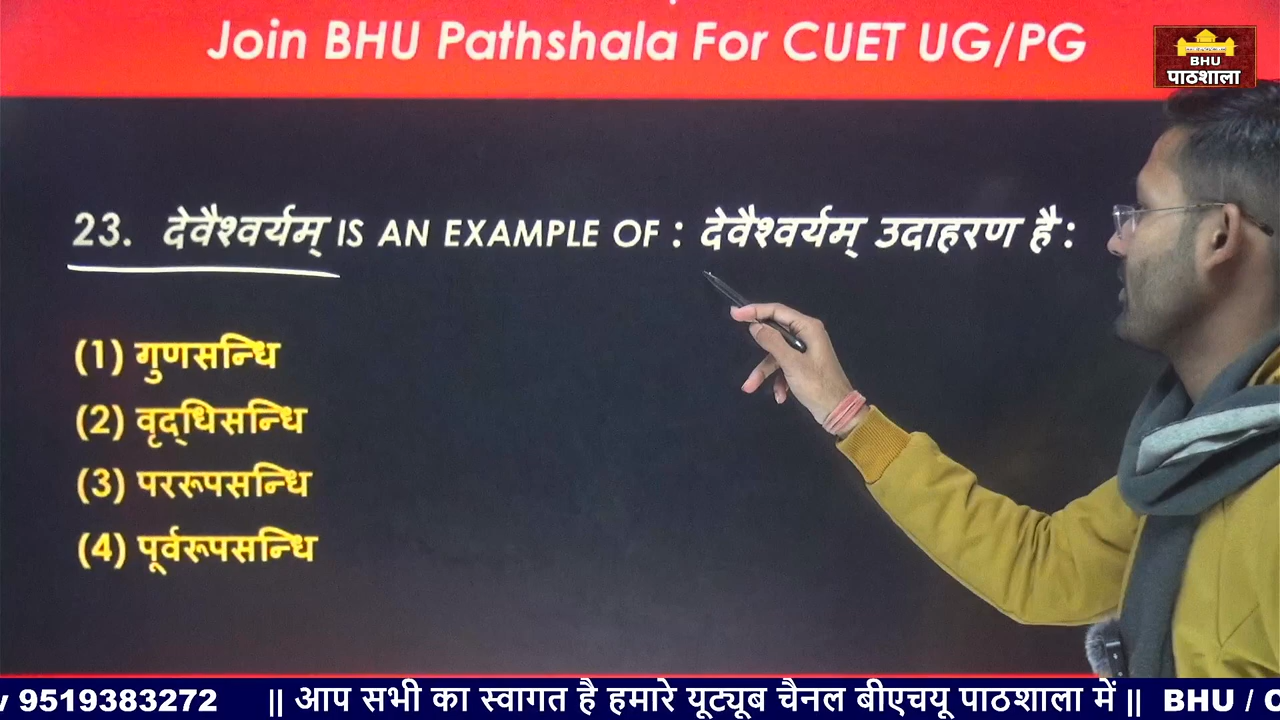 Join BHU Pathshala For CUET UG/PG
BHU
पाठशाला
23. देवैश्वर्यम् IS AN EXAMPLE OF : देवैश्वर्यम् उदाहरण है :
(1) गुणसन्धि
(2) वृद्धिसन्धि
(3) पररूपसन्धि
(4) पूर्वरूपसन्धि
9519383272 || आप सभी का स्वागत है हमारे यूट्यूब चैनल बीएचयू पाठशाला में || BHU /